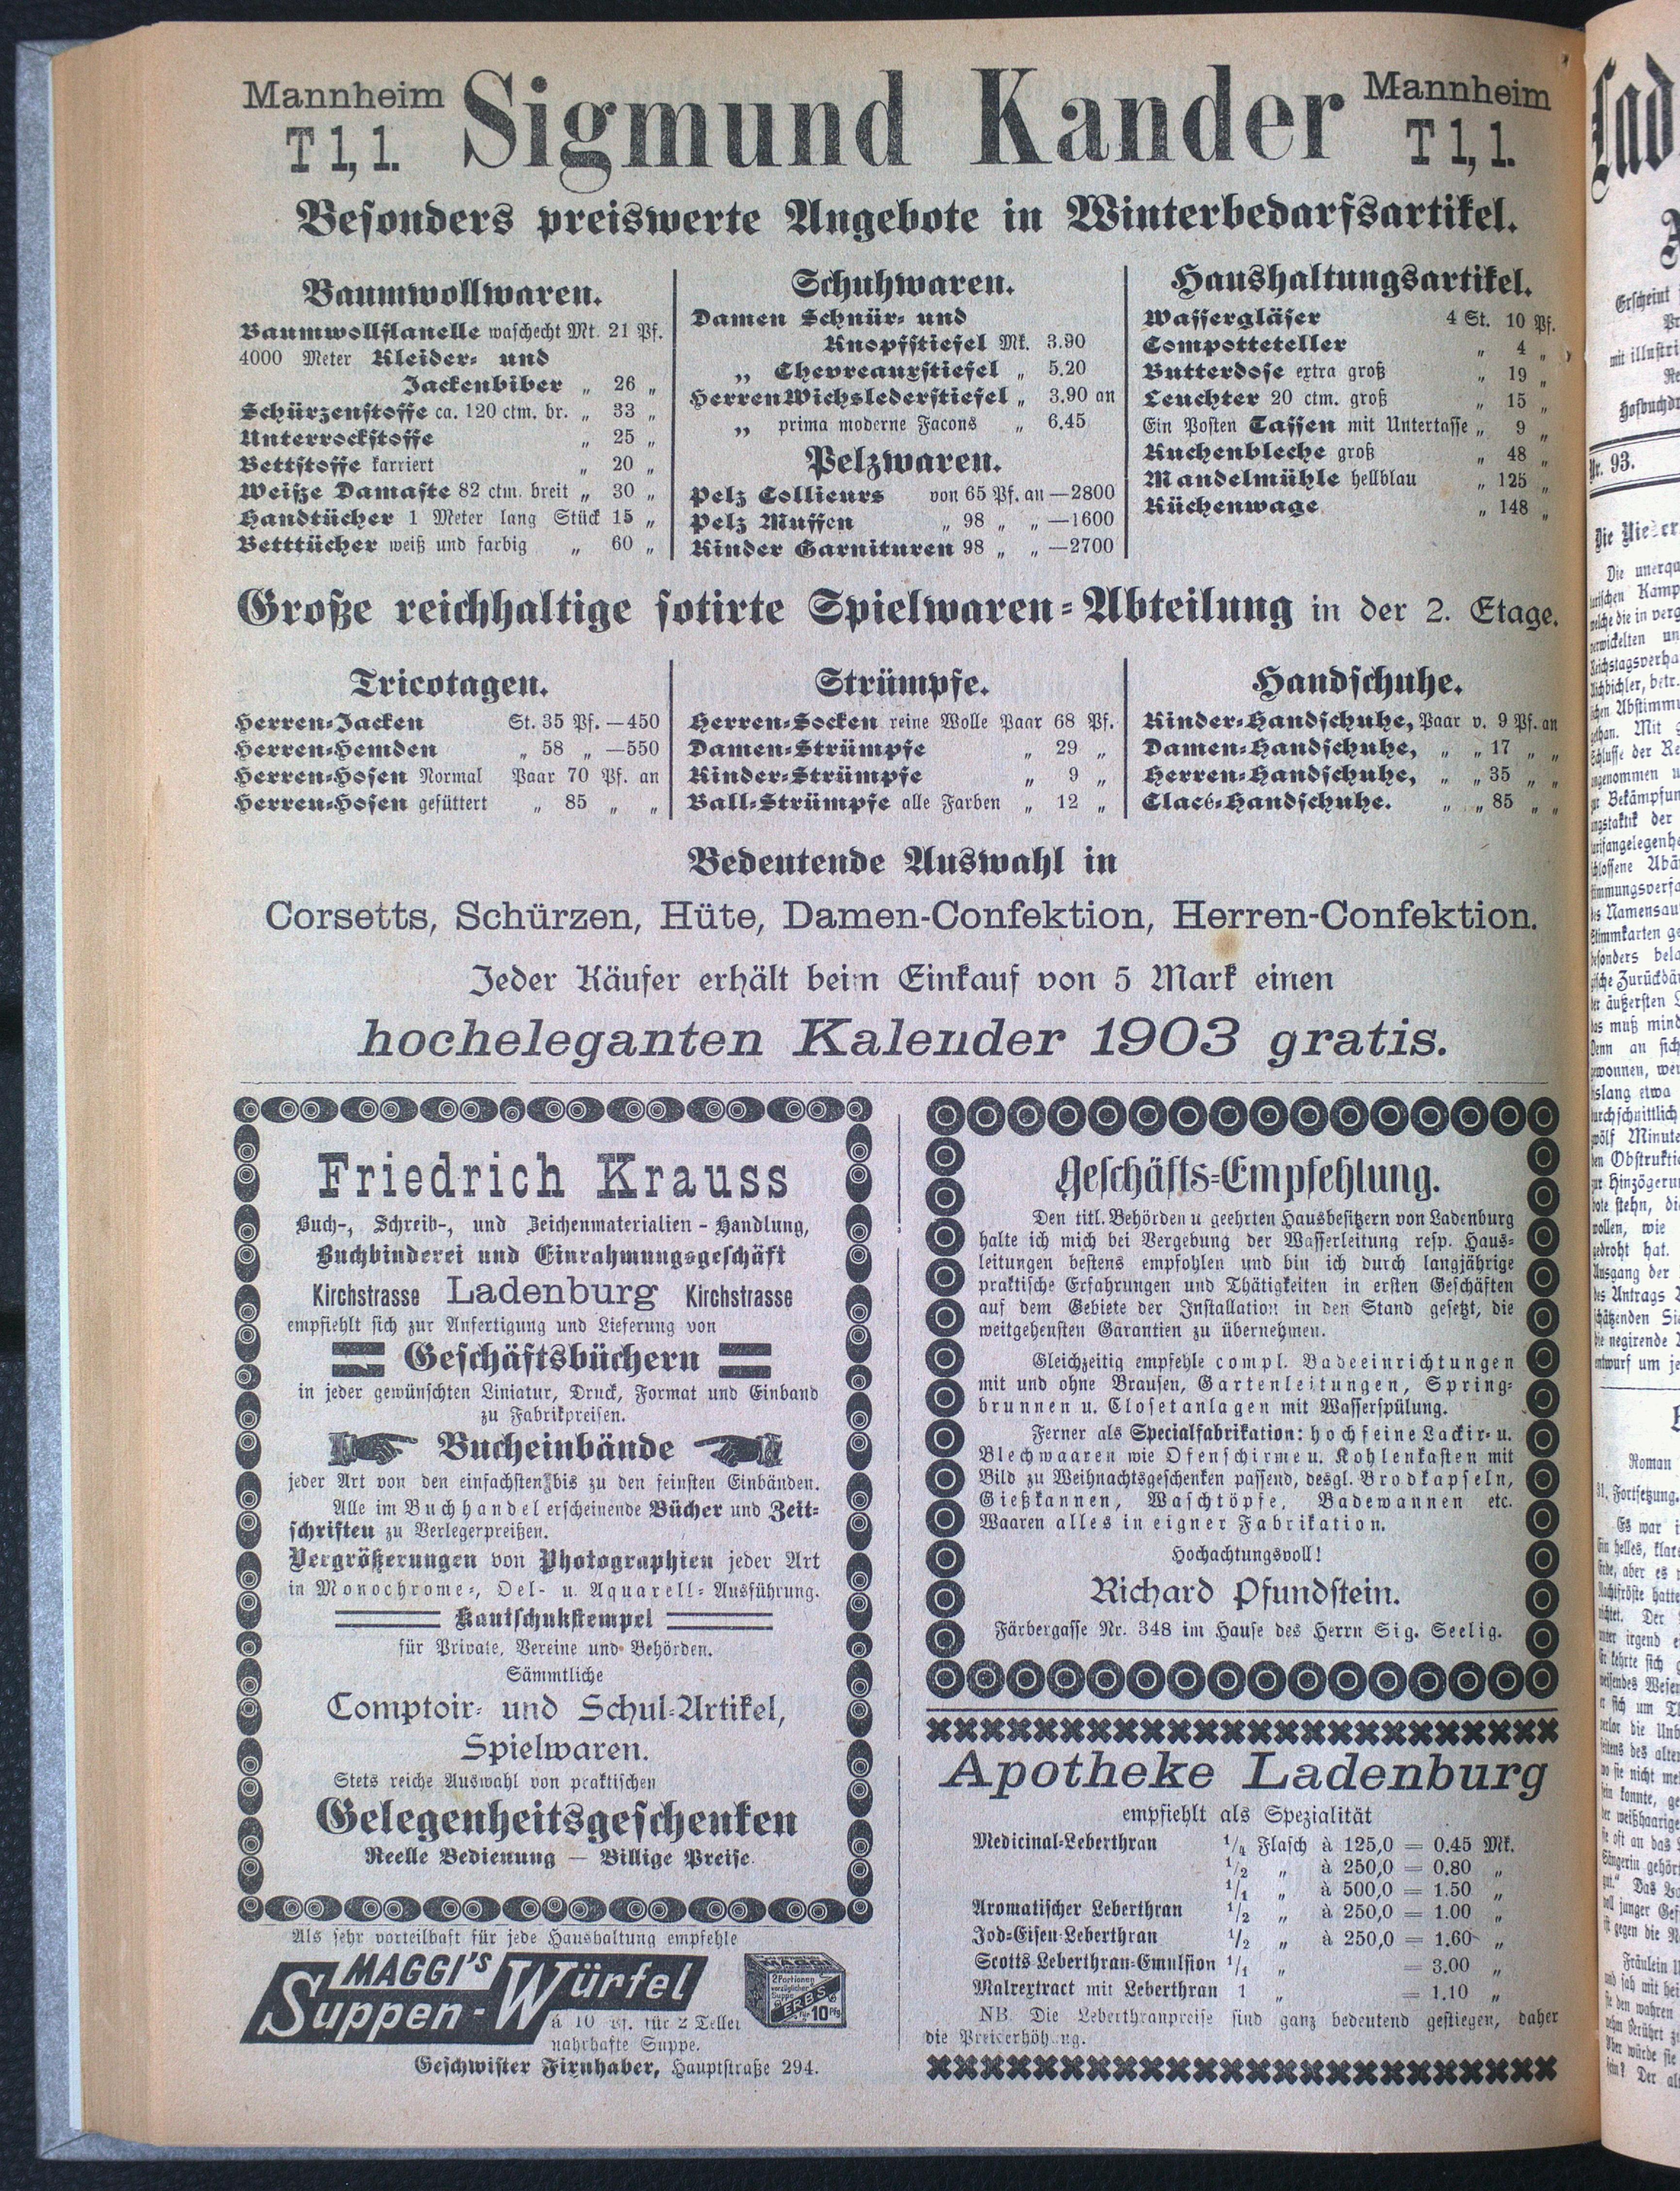 Mannheim
T 1, 1.
Sigmund Kander
Mannheim
T 1, 1.
Besonders preiswerte Angebote in Winterbedarfsartikel.
Baumwollwaren.
Baumwollflanelle waschecht Mt. 21 Pf.
4000 Meter Kleider- und
Jackenbiber „ 26 „
Schürzenstoffe ca. 120 ctm. br. „ 33 „
Unterrockstoffe „ 25 „
Bettstoffe karriert „ 20 „
Weiße Damaste 82 ctm. breit „ 30 „
Handtücher 1 Meter lang Stück 15 „
Betttücher weiß und farbig „ 60 „
Schuhwaren.
Damen Schnür- und
Knopfstiefel Mk. 3.90
„ Chevreauxstiefel „ 5.20
Herren Wichslederstiefel „ 3.90 an
„ prima moderne Facons „ 6.45
Pelzwaren.
Pelz Collieurs von 65 Pf. an —2800
Pelz Muffen „ 98 „ „ —1600
Kinder Garnituren 98 „ „ —2700
Haushaltungsartikel.
Wassergläser 4 St. 10 Pf.
Compotteteller „ 4 „
Butterdose extra groß „ 19 „
Leuchter 20 ctm. groß „ 15 „
Ein Posten Tassen mit Untertasse „ 9 „
Kuchenbleche groß „ 48 „
Mandelmühle hellblau „ 125 „
Küchenwage „ 148 „
Große reichhaltige sotirte Spielwaren-Abteilung in der 2. Etage.
Tricotagen.
Herren-Jacken St. 35 Pf. —450
Herren-Hemden „ 58 „ —550
Herren-Hosen Normal Paar 70 Pf. an
Herren-Hosen gefüttert „ 85 „ „
Strümpfe.
Herren-Socken reine Wolle Paar 68 Pf.
Damen-Strümpfe „ 29 „
Kinder-Strümpfe „ 9 „
Ball-Strümpfe alle Farben „ 12 „
Handschuhe.
Kinder-Handschuhe, Paar v. 9 Pf. an
Damen-Handschuhe, „ „ 17 „ „
Herren-Handschuhe, „ „ 35 „ „
Clacé-Handschuhe. „ „ 85 „ „
Bedeutende Auswahl in
Corsetts, Schürzen, Hüte, Damen-Confektion, Herren-Confektion.
Jeder Käufer erhält beim Einkauf von 5 Mark einen
hocheleganten Kalender 1903 gratis.
Friedrich Krauss
Buch-, Schreib-, und Zeichenmaterialien - Handlung,
Buchbinderei und Einrahmungsgeschäft
Kirchstrasse Ladenburg Kirchstrasse
empfiehlt sich zur Anfertigung und Lieferung von
Geschäftsbüchern
in jeder gewünschten Liniatur, Druck, Format und Einband
zu Fabrikpreisen.
Bucheinbände
jeder Art von den einfachsten bis zu den feinsten Einbänden.
Alle im Buchhandel erscheinende Bücher und Zeit-
schriften zu Verlegerpreißen.
Vergrößerungen von Photographien jeder Art
in Monochrome-, Oel- u. Aquarell- Ausführung.
Kautschukstempel
für Private, Vereine und Behörden.
Sämmtliche
Comptoir- und Schul-Artikel,
Spielwaren.
Stets reiche Auswahl von praktischen
Gelegenheitsgeschenken
Reelle Bedienung — Billige Preise.
Als sehr vorteilhaft für jede Haushaltung empfehle
MAGGI'S
Suppen-Würfel
à 10 Pf. für 2 Teller
nahrhafte Suppe.
2 Portionen
vorzüglicher
Suppe
ERBS
für 10 Pfg
Geschwister Firnhaber, Hauptstraße 294.
Geschäfts-Empfehlung.
Den titl. Behörden u. geehrten Hausbesitzern von Ladenburg
halte ich mich bei Vergebung der Wasserleitung resp. Haus-
leitungen bestens empfohlen und bin ich durch langjährige
praktische Erfahrungen und Thätigkeiten in ersten Geschäften
auf dem Gebiete der Installation in den Stand gesetzt, die
weitgehensten Garantien zu übernehmen.
Gleichzeitig empfehle compl. Badeeinrichtungen
mit und ohne Brausen, Gartenleitungen, Spring-
brunnen u. Closetanlagen mit Wasserspülung.
Ferner als Specialfabrikation: hochfeine Lackir- u.
Blechwaaren wie Ofenschirme u. Kohlenkasten mit
Bild zu Weihnachtsgeschenken passend, desgl. Brodkapseln,
Gießkannen, Waschtöpfe, Badewannen etc.
Waaren alles in eigner Fabrikation.
Hochachtungsvoll!
Richard Pfundstein.
Färbergasse Nr. 348 im Hause des Herrn Sig. Seelig.
Apotheke Ladenburg
empfiehlt als Spezialität
Medicinal-Leberthran 1/4 Flasch à 125,0 = 0.45 Mk.
1/2 „ à 250,0 = 0.80 „
1/1 „ à 500,0 = 1.50 „
Aromatischer Leberthran 1/2 „ à 250,0 = 1.00 „
Jod-Eisen-Leberthran 1/2 „ à 250,0 = 1.60 „
Scotts Leberthran-Emulsion 1/1 „ = 3.00 „
Malzextract mit Leberthran 1 „ = 1.10 „
NB. Die Leberthranpreise sind ganz bedeutend gestiegen, daher
die Preiserhöhung.
Nr. 93.
31. Fortsetzung.
Roman